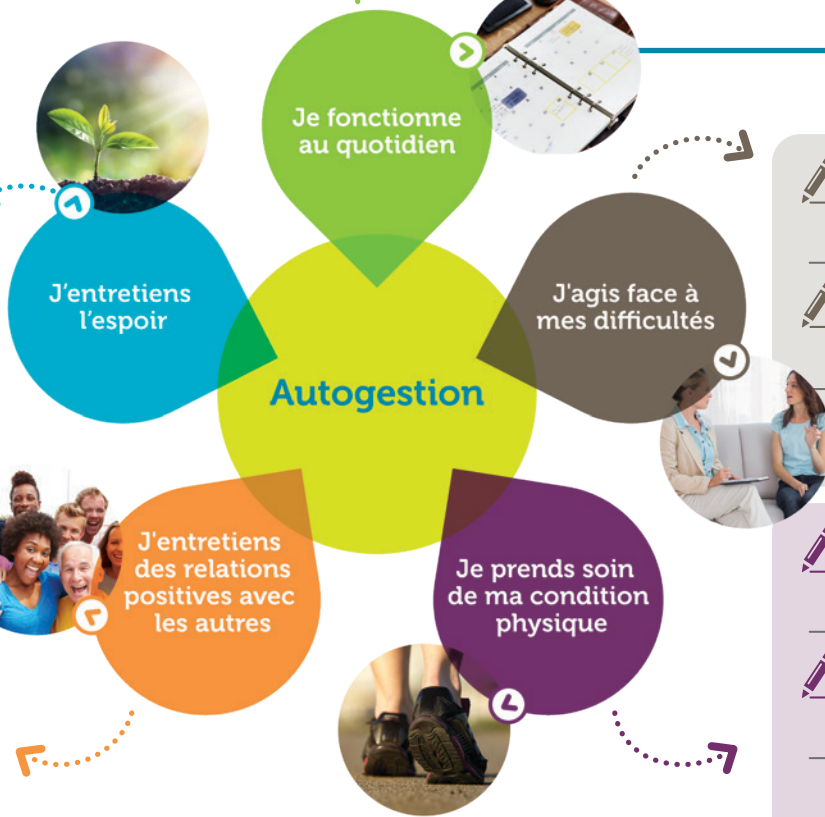 Je fonctionne
au quotidien
J'agis face à
mes difficultés
Je prends soin
de ma condition
physique
J'entretiens
des relations
positives avec
les autres
J’entretiens
l’espoir
Autogestion